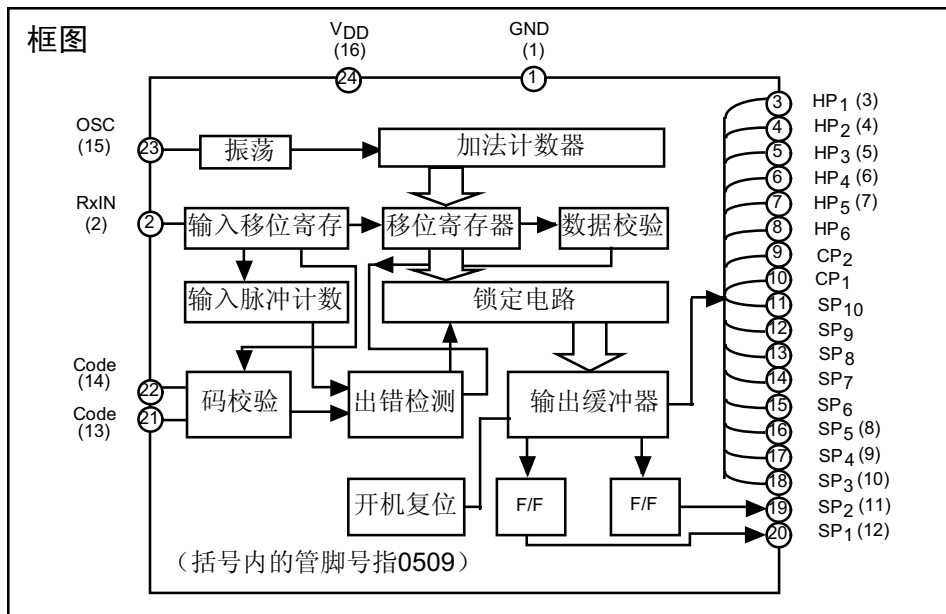 框图
VDD
(16)
GND
(1)
24
1
OSC
(15)
23
振荡
加法计数器
RxIN
(2)
2
输入移位寄存
移位寄存器
数据校验
输入脉冲计数
锁定电路
Code
(14)
22
Code
(13)
21
码校验
出错检测
输出缓冲器
开机复位
F/F
F/F
3 HP1 (3)
4 HP2 (4)
5 HP3 (5)
6 HP4 (6)
7 HP5 (7)
8 HP6
9 CP2
10 CP1
11 SP10
12 SP9
13 SP8
14 SP7
15 SP6
16 SP5 (8)
17 SP4 (9)
18 SP3 (10)
19 SP2 (11)
20 SP1 (12)
（括号内的管脚号指0509）